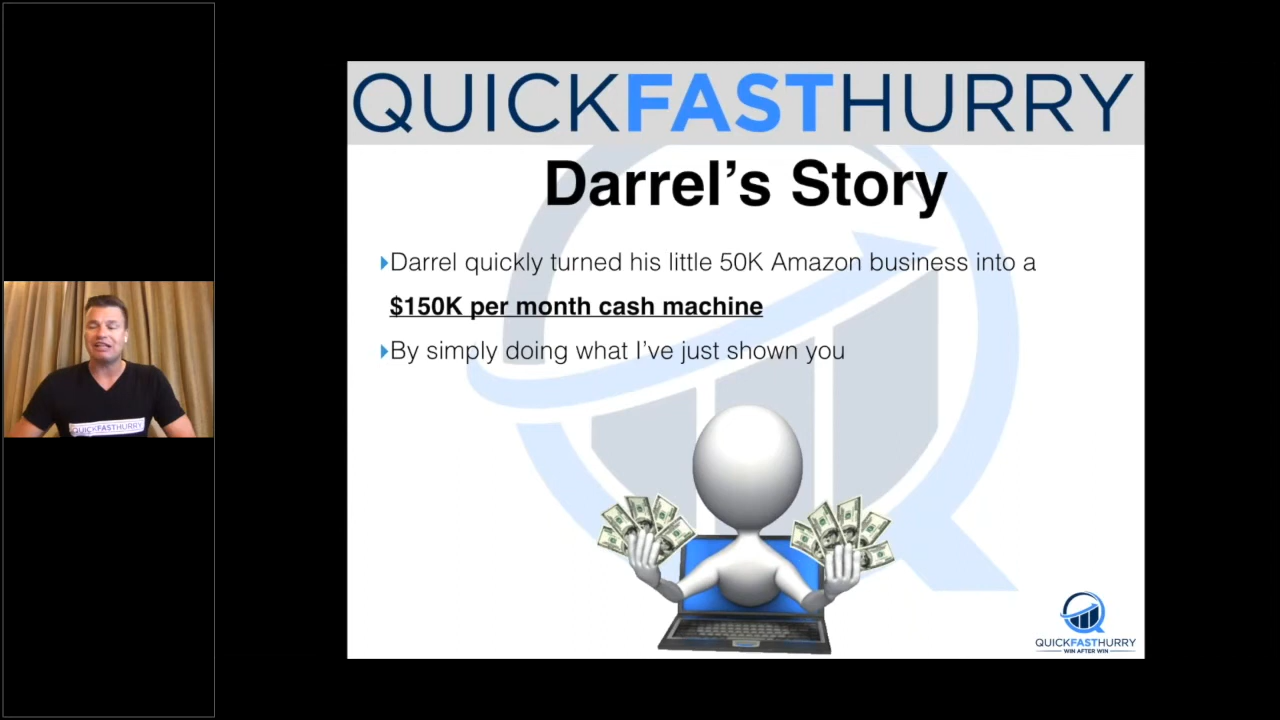 QUICKFASTHURRY
Darrel's Story
Darrel quickly turned his little 50K Amazon business into a
$150K per month cash machine
By simply doing what I've just shown you
QUICKFASTHURRY
QUICKFASTHURRY
WIN AFTER WIN